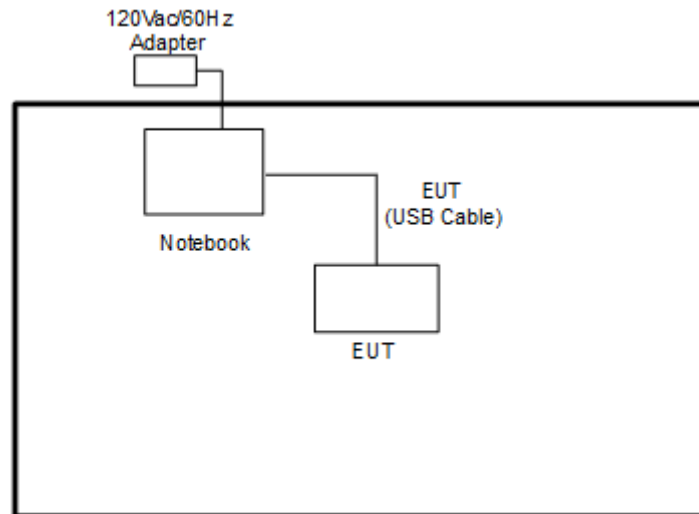 120Vac/60Hz
Adapter
Notebook
EUT
(USB Cable)
EUT